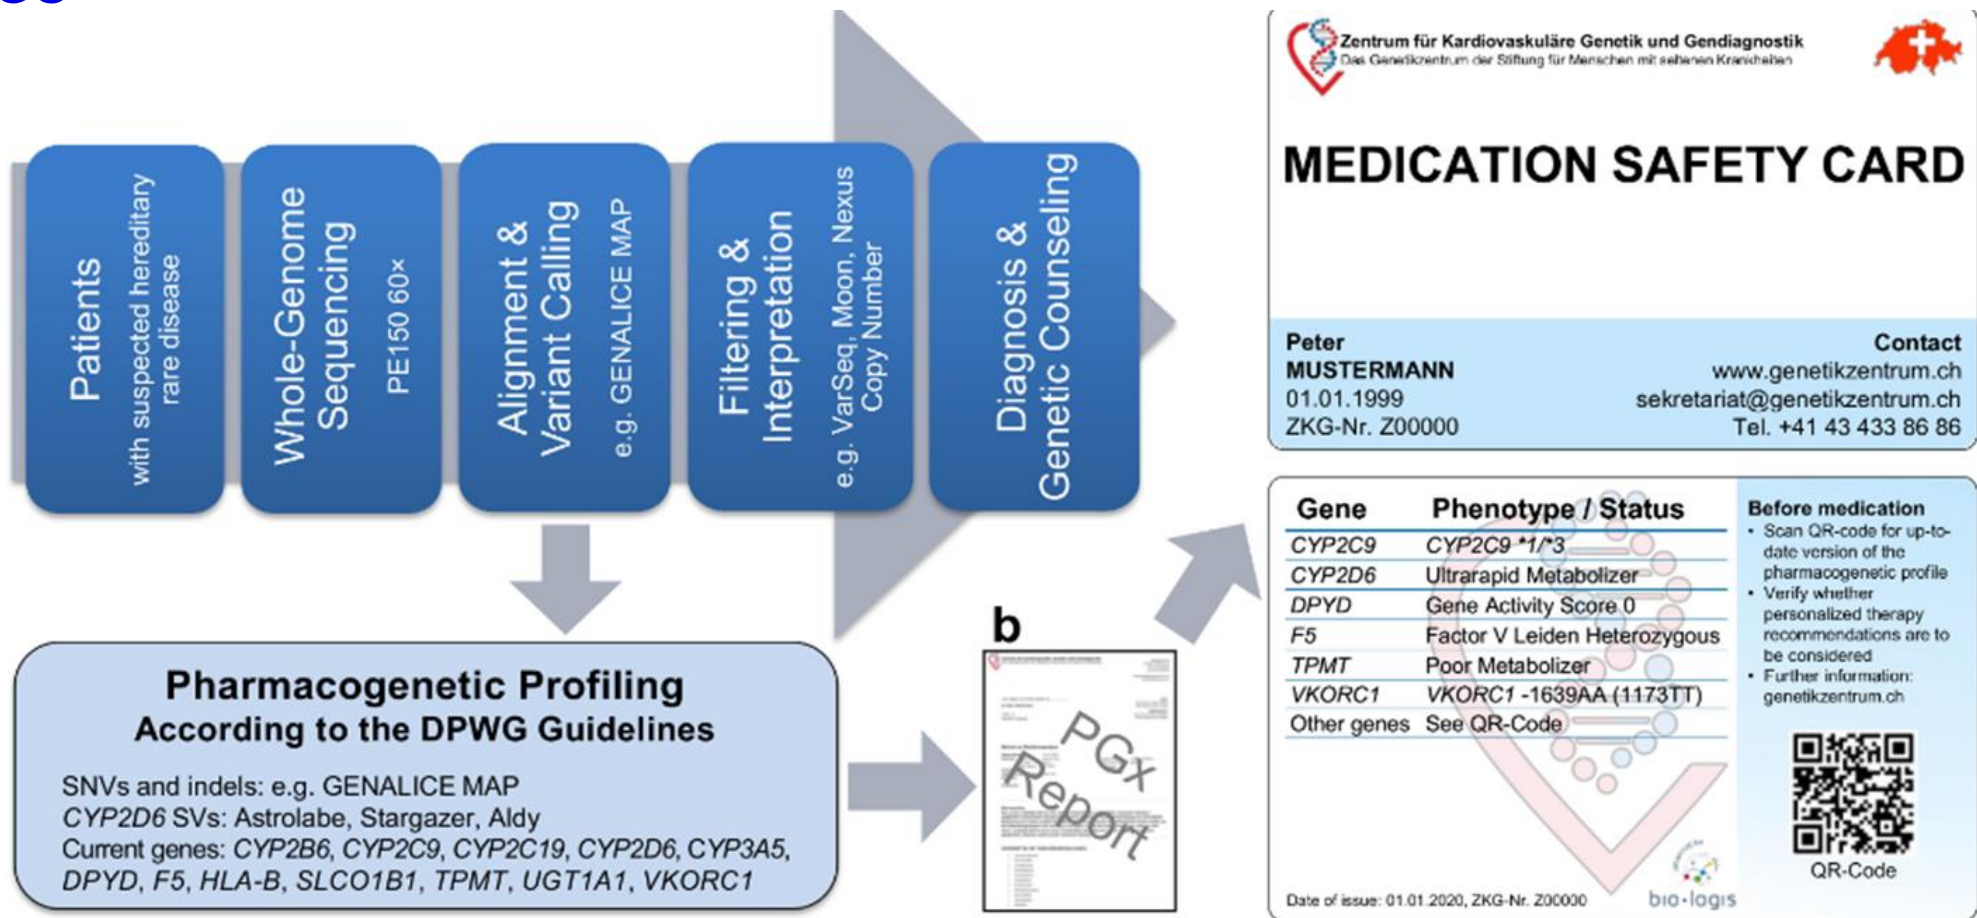 Patients
with suspected hereditary
rare disease
Whole-Genome
Sequencing
PE150 60×
Alignment &
Variant Calling
e.g. GENALICE MAP
Filtering &
Interpretation
e.g. VarSeq, Moon, Nexus
Copy Number
Diagnosis &
Genetic Counseling
Pharmacogenetic Profiling
According to the DPWG Guidelines
SNVs and indels: e.g. GENALICE MAP
CYP2D6 SVs: Astrolabe, Stargazer, Aldy
Current genes: CYP2B6, CYP2C9, CYP2C19, CYP2D6, CYP3A5,
DPYD, F5, HLA-B, SLCO1B1, TPMT, UGT1A1, VKORC1
b
PGx
Report
Zentrum für Kardiovaskuläre Genetik und Gendiagnostik
Das Genetikzentrum der Stiftung für Menschen mit seltenen Krankheiten
MEDICATION SAFETY CARD
Peter
MUSTERMANN
01.01.1999
ZKG-Nr. Z00000
Contact
www.genetikzentrum.ch
sekretariat@genetikzentrum.ch
Tel. +41 43 433 86 86
Gene Phenotype / Status
CYP2C9 CYP2C9 *1/*3
CYP2D6 Ultrarapid Metabolizer
DPYD Gene Activity Score 0
F5 Factor V Leiden Heterozygous
TPMT Poor Metabolizer
VKORC1 VKORC1 -1639AA (1173TT)
Other genes See QR-Code
Date of issue: 01.01.2020, ZKG-Nr. Z00000
bio·logis
Before medication
• Scan QR-code for up-to-
date version of the
pharmacogenetic profile
• Verify whether
personalized therapy
recommendations are to
be considered
• Further information:
genetikzentrum.ch
QR-Code